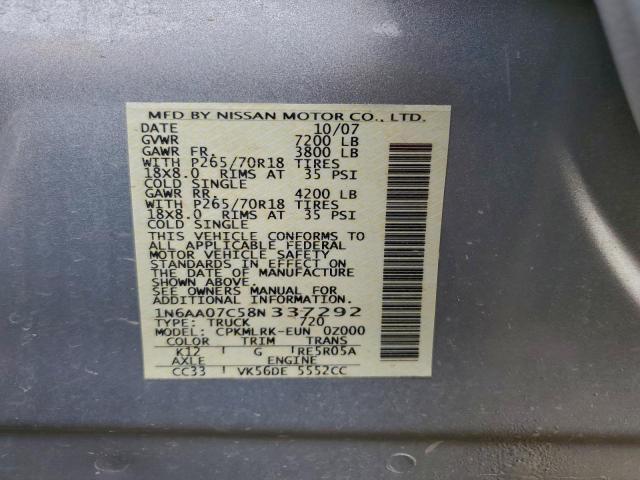 MFD BY NISSAN MOTOR CO., LTD.
DATE 10/07
GVWR 7200 LB
GAWR FR. 3800 LB
WITH P265/70R18 TIRES
18X8.0 RIMS AT 35 PSI
COLD SINGLE
GAWR RR. 4200 LB
WITH P265/70R18 TIRES
18X8.0 RIMS AT 35 PSI
COLD SINGLE
THIS VEHICLE CONFORMS TO
ALL APPLICABLE FEDERAL
MOTOR VEHICLE SAFETY
STANDARDS IN EFFECT ON
THE DATE OF MANUFACTURE
SHOWN ABOVE.
SEE OWNERS MANUAL FOR
ADDITIONAL INFORMATION
1N6AA07C58N337292
TYPE: TRUCK 720
MODEL: CPKMLRK-EUN 0Z000
COLOR TRIM TRANS
K12 G RE5R05A
AXLE ENGINE
CC33 VK56DE 5552CC